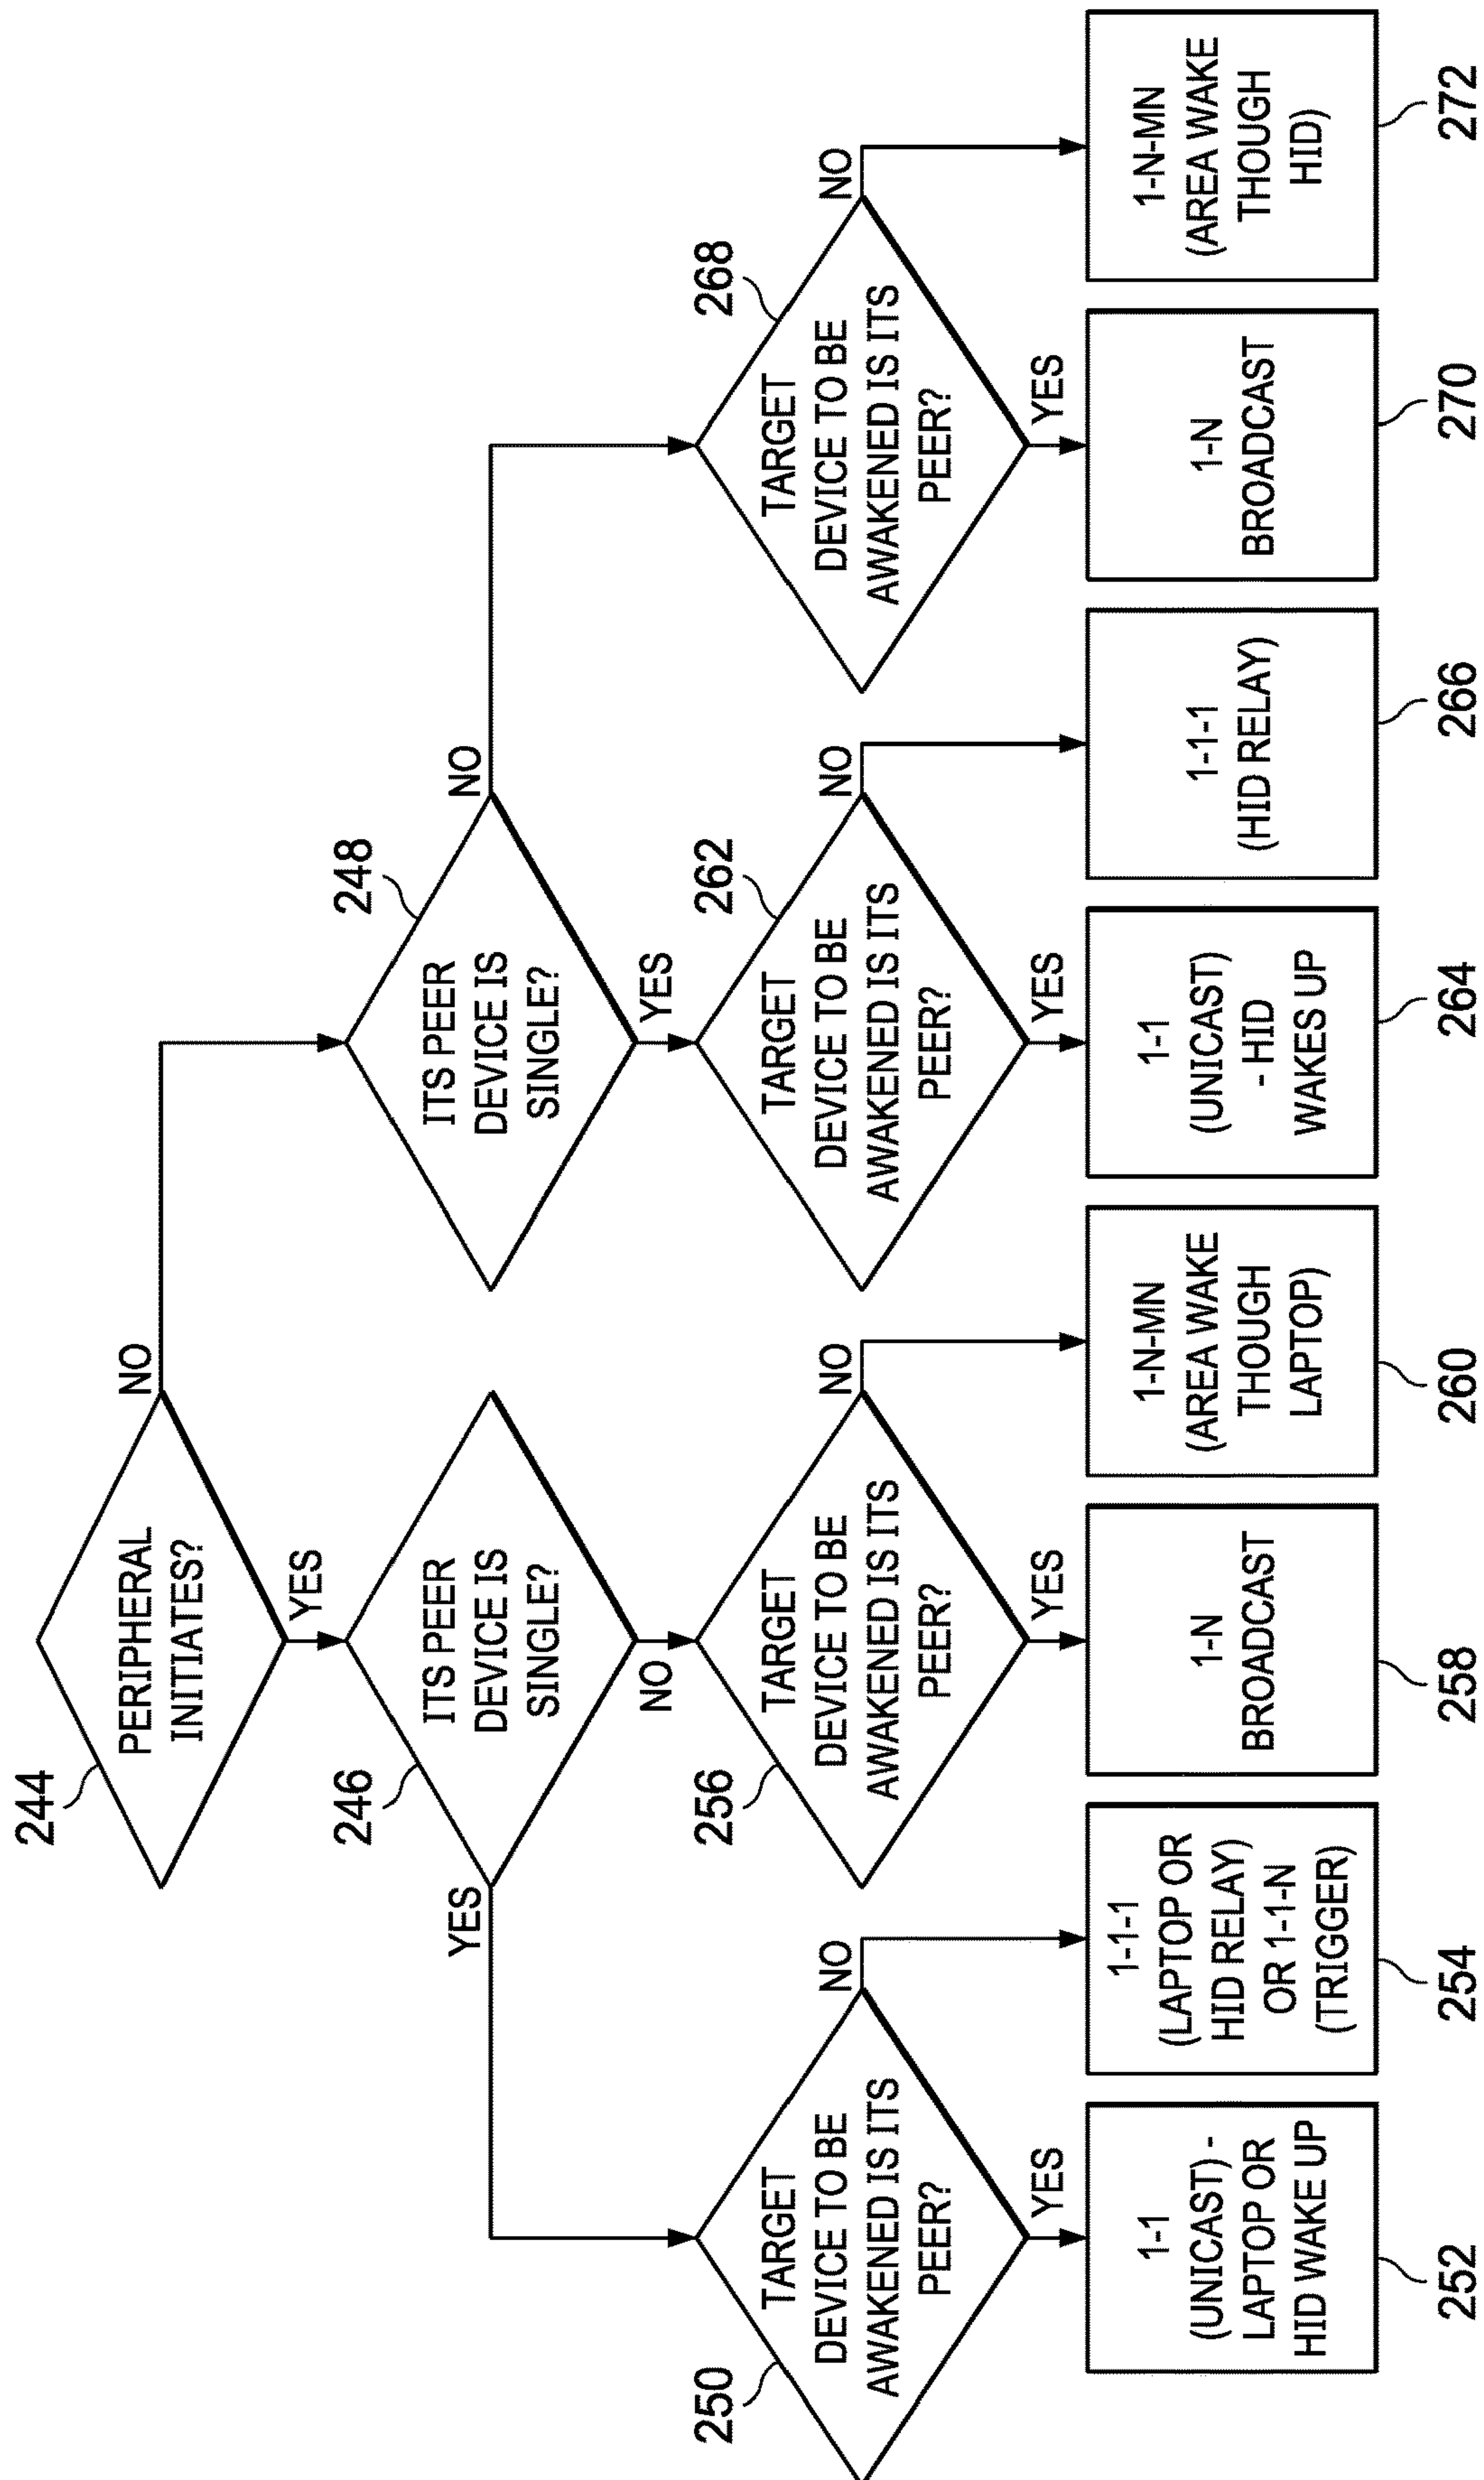 244
PERIPHERAL
INITIATES?
NO
YES
246
ITS PEER
DEVICE IS
SINGLE?
YES
NO
248
ITS PEER
DEVICE IS
SINGLE?
NO
YES
250
TARGET
DEVICE TO BE
AWAKENED IS ITS
PEER?
NO
YES
256
TARGET
DEVICE TO BE
AWAKENED IS ITS
PEER?
NO
YES
262
TARGET
DEVICE TO BE
AWAKENED IS ITS
PEER?
NO
YES
268
TARGET
DEVICE TO BE
AWAKENED IS ITS
PEER?
NO
YES
1-1
(UNICAST) -
LAPTOP OR
HID WAKE UP
252
1-1-1
(LAPTOP OR
HID RELAY)
OR 1-1-N
(TRIGGER)
254
1-N
BROADCAST
258
1-N-MN
(AREA WAKE
THOUGH
LAPTOP)
260
1-1
(UNICAST)
- HID
WAKES UP
264
1-1-1
(HID RELAY)
266
1-N
BROADCAST
270
1-N-MN
(AREA WAKE
THOUGH
HID)
272